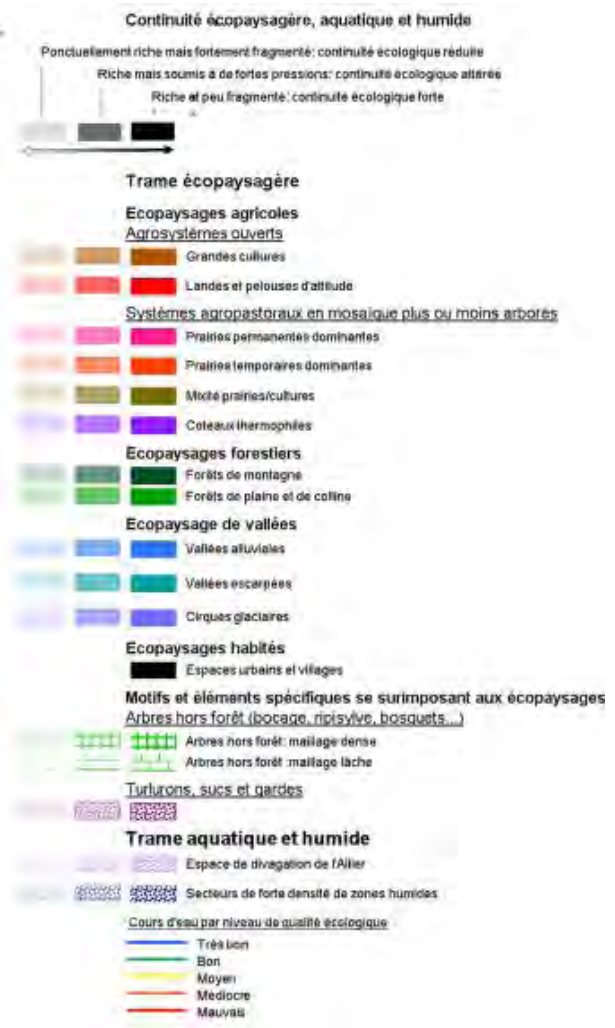 Continuité écopaysagère, aquatique et humide
Ponctuellement riche mais fortement fragmenté: continuité écologique réduite
Riche mais soumis à de fortes pressions: continuité écologique altérée
Riche et peu fragmenté: continuité écologique forte
Trame écopaysagère
Ecopaysages agricoles
Agrosystèmes ouverts
Grandes cultures
Landes et pelouses d'altitude
Systèmes agropastoraux en mosaïque plus ou moins arborés
Prairies permanentes dominantes
Prairies temporaires dominantes
Mixité prairies/cultures
Coteaux thermophiles
Ecopaysages forestiers
Forêts de montagne
Forêts de plaine et de colline
Ecopaysage de vallées
Vallées alluviales
Vallées escarpées
Cirques glaciaires
Ecopaysages habités
Espaces urbains et villages
Motifs et éléments spécifiques se surimposant aux écopaysages
Arbres hors forêt (bocage, ripisylve, bosquets...)
Arbres hors forêt: maillage dense
Arbres hors forêt :maillage lâche
Turlurons, sucs et gardes
Trame aquatique et humide
Espace de divagation de l'Allier
Secteurs de forte densité de zones humides
Cours d'eau par niveau de qualité écologique
Très bon
Bon
Moyen
Médiocre
Mauvais